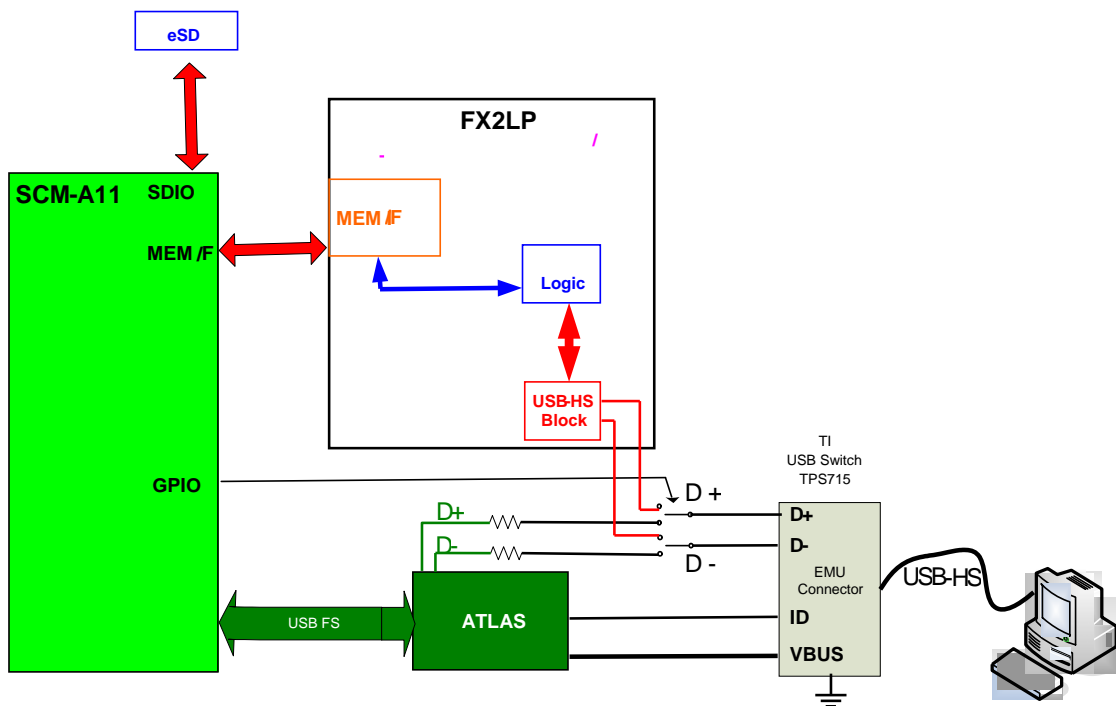 eSD
FX2LP
-
/
SCM-A11
SDIO
MEM I/F
MEM /F
Logic
USB-HS
Block
TI
USB Switch
TPS715
GPIO
D +
D+
D+
D-
D-
D -
EMU
Connector
USB-HS
USB FS
ATLAS
ID
VBUS